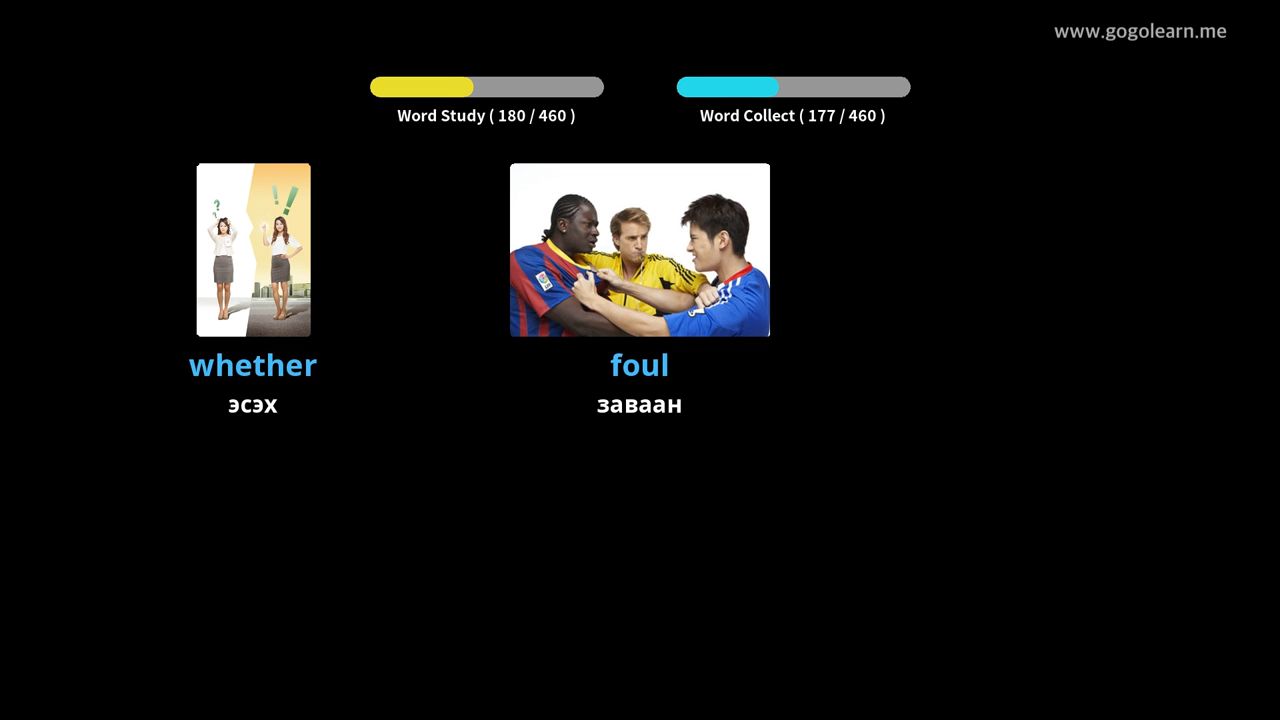 www.gogolearn.me
Word Study ( 180 / 460 )
Word Collect ( 177 / 460 )
whether
эсэх
foul
заваан